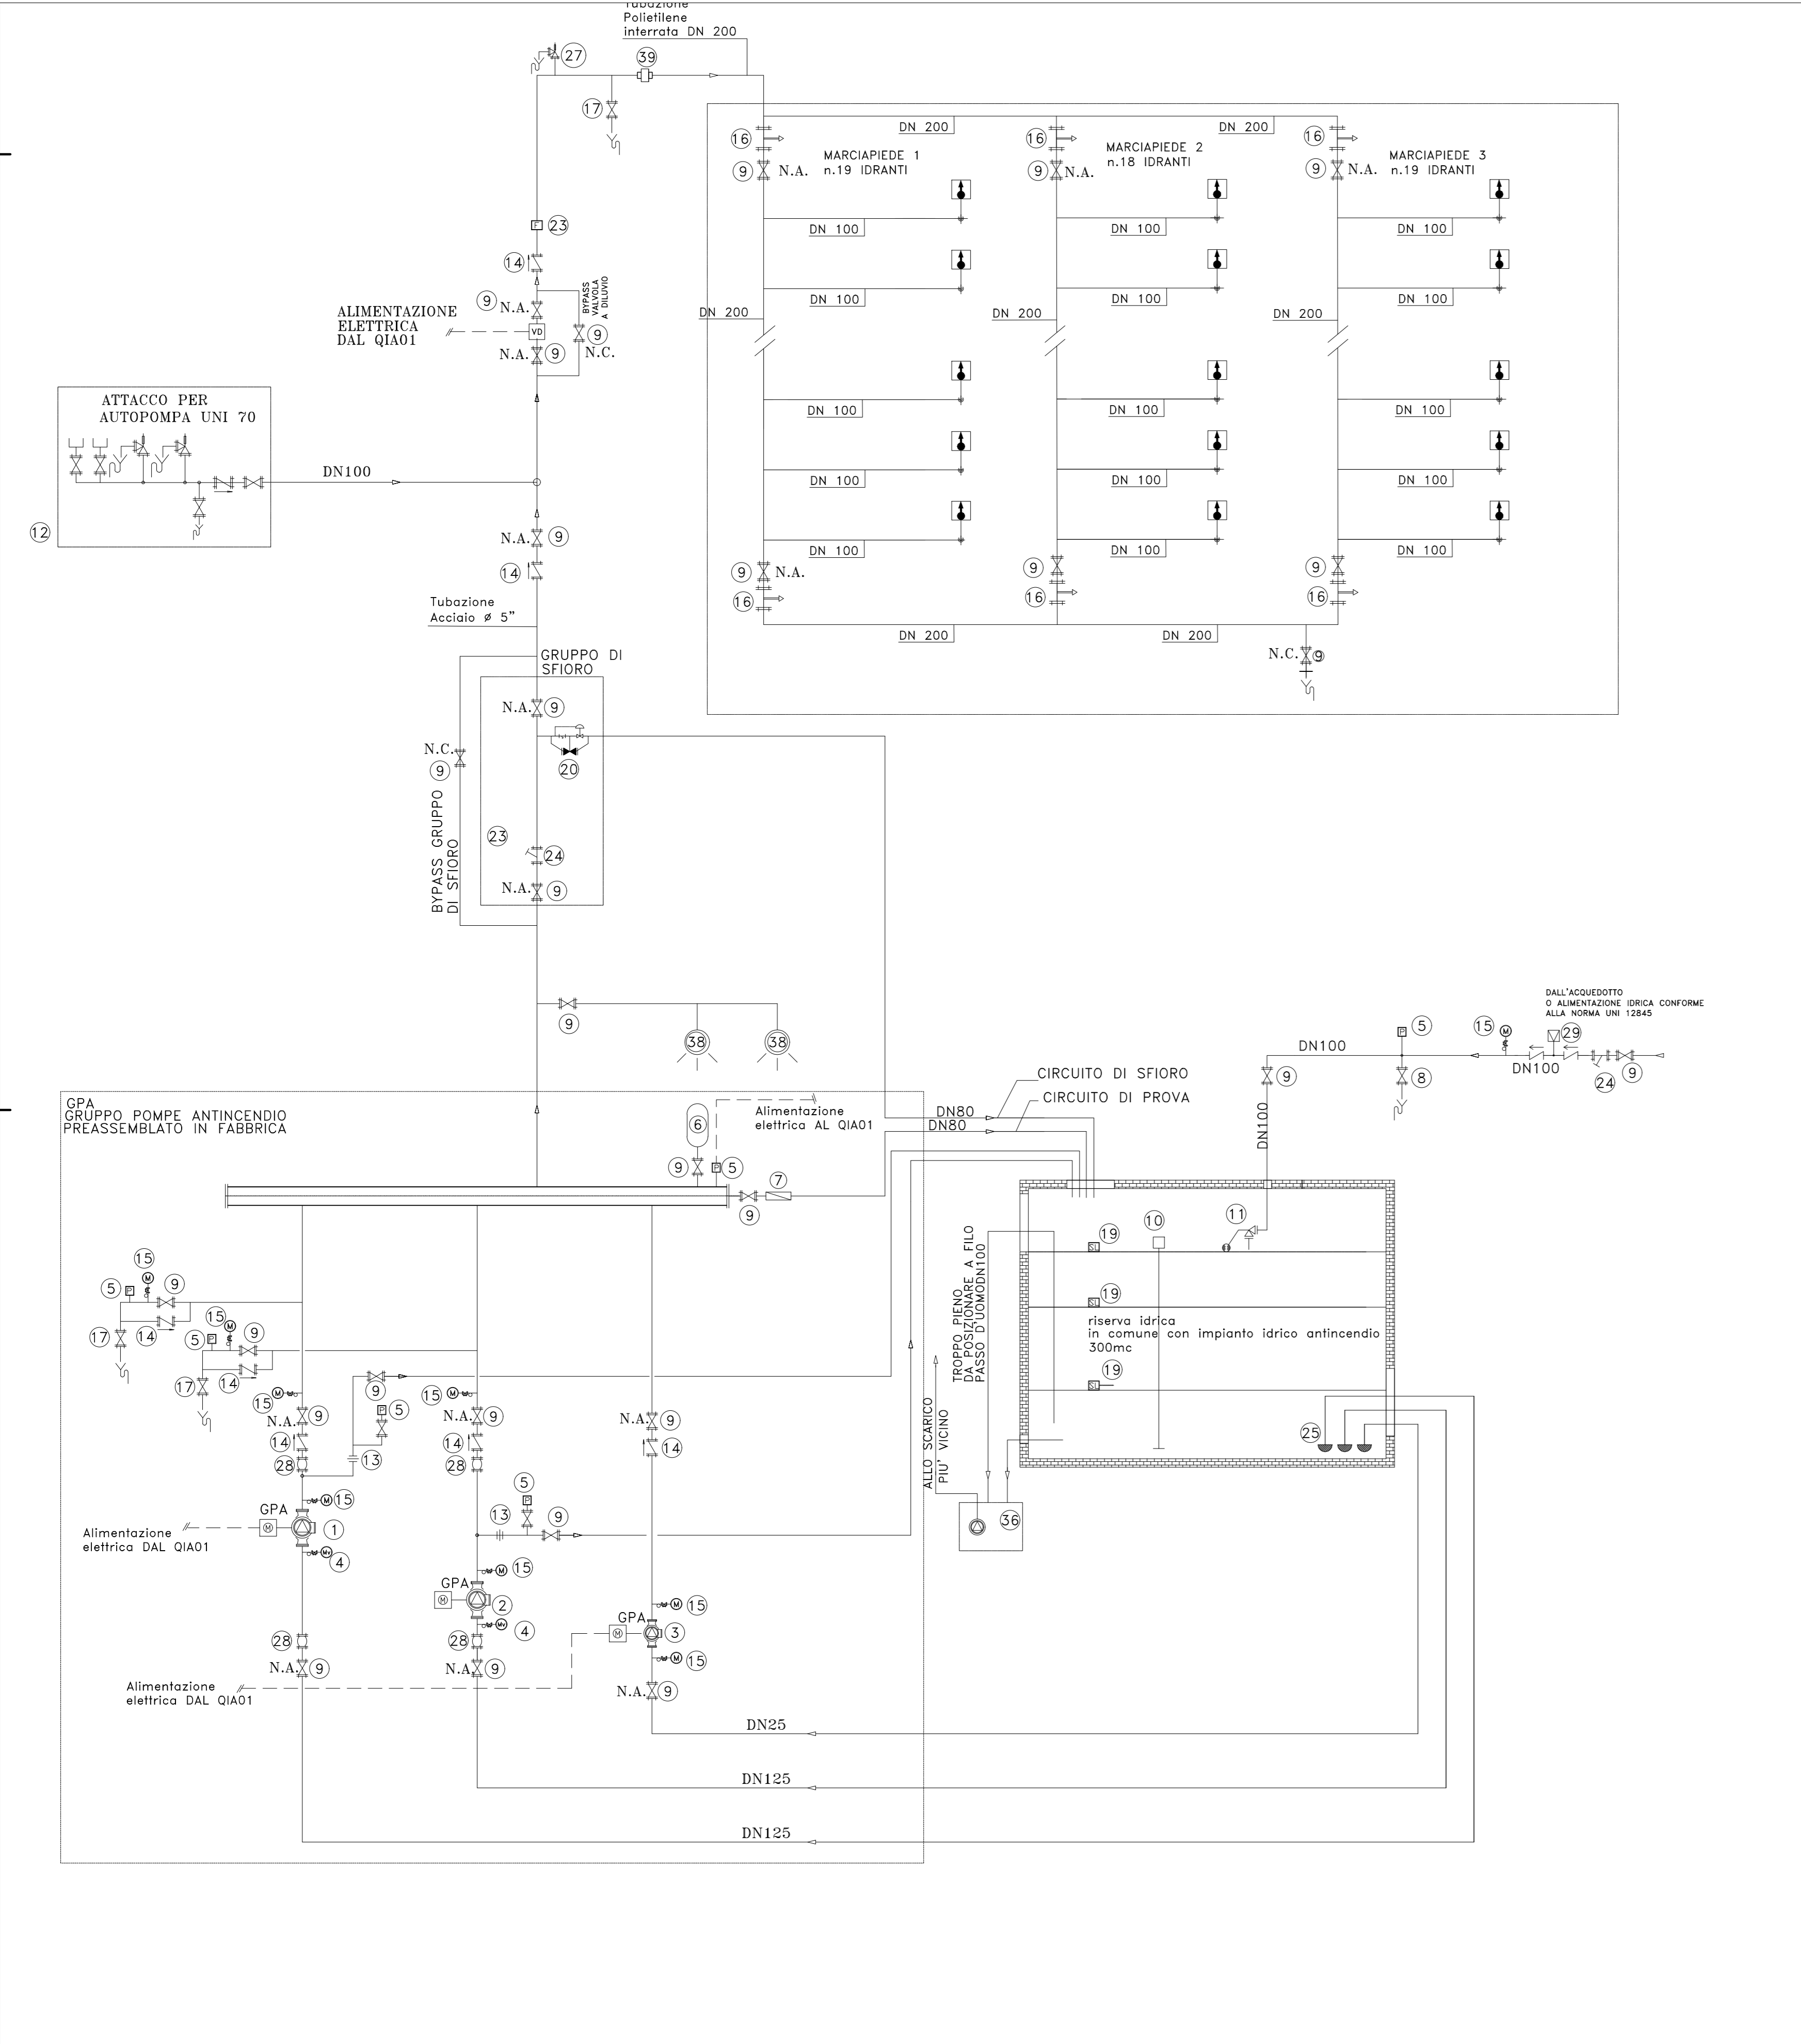 Tubazione
Polietilene
interrata DN 200
27
39
17
DN 200
DN 200
16
16
16
MARCIAPIEDE 1
n.19 IDRANTI
MARCIAPIEDE 2
n.18 IDRANTI
MARCIAPIEDE 3
n.19 IDRANTI
9 N.A.
9 N.A.
9 N.A.
DN 100
DN 100
DN 100
F 23
14
DN 100
DN 100
DN 100
DN 200
DN 200
DN 200
BYPASS
VALVOLA
A DILUVIO
9 N.A.
ALIMENTAZIONE
ELETTRICA
DAL QIA01
VD
9
N.C.
N.A. 9
DN 100
DN 100
DN 100
DN 100
DN 100
DN 100
DN 100
DN 100
DN 100
ATTACCO PER
AUTOPOMPA UNI 70
DN100
12
N.A. 9
14
9 N.A.
9
9
16
16
16
DN 200
DN 200
N.C. 9
Tubazione
Acciaio ø 5"
GRUPPO DI
SFIORO
N.A. 9
N.C.
9
20
BYPASS GRUPPO
DI SFIORO
23
24
N.A. 9
9
38
38
DALL'ACQUEDOTTO
O ALIMENTAZIONE IDRICA CONFORME
ALLA NORMA UNI 12845
P 5
15 M
29
DN100
DN100
24
9
9
8
DN100
CIRCUITO DI SFIORO
CIRCUITO DI PROVA
DN80
DN80
GPA
GRUPPO POMPE ANTINCENDIO
PREASSEMBLATO IN FABBRICA
6
Alimentazione
elettrica AL QIA01
9
P 5
7
9
TROPPO PIENO
DA POSIZIONARE A FILO
PASSO D'UOMODN100
19
SL
10
11
19
SL
riserva idrica
in comune con impianto idrico antincendio
300mc
19
SL
25
ALLO SCARICO
PIU' VICINO
36
15
M
5 P
9
17
14
15
M
5 P
9
17
14
15 M
N.A. 9
14
28
9
P 5
13
15 M
N.A. 9
14
28
N.A. 9
14
M 15
GPA
M
1
Alimentazione
elettrica DAL QIA01
Mv
4
5
P
13
9
M 15
GPA
M
2
Mv
4
M 15
GPA
M
3
M 15
28
N.A. 9
28
N.A. 9
N.A. 9
Alimentazione
elettrica DAL QIA01
DN25
DN125
DN125